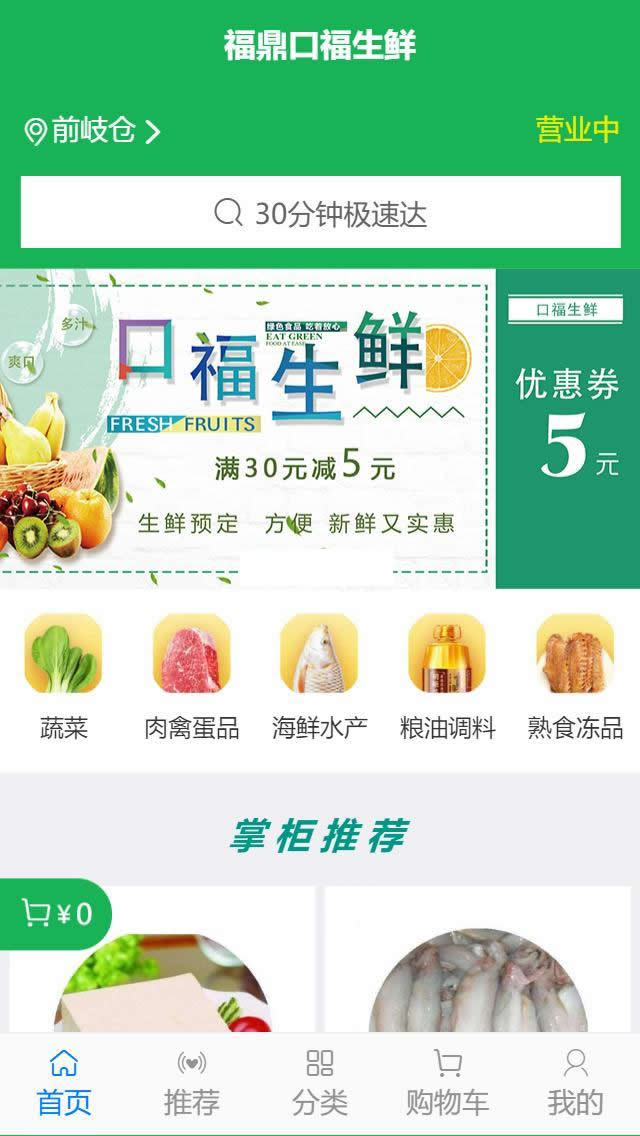 福鼎口福生鲜
前岐仓
营业中
30分钟极速达
多汁
爽口
口福生鲜
绿色食品 吃着放心
EAT GREEN
FOOD AT EASE
FRESH FRUITS
满30元减5元
生鲜预定 方便 新鲜又实惠
口福生鲜
优惠券
5元
蔬菜
肉禽蛋品
海鲜水产
粮油调料
熟食冻品
掌柜推荐
¥0
首页
推荐
分类
购物车
我的